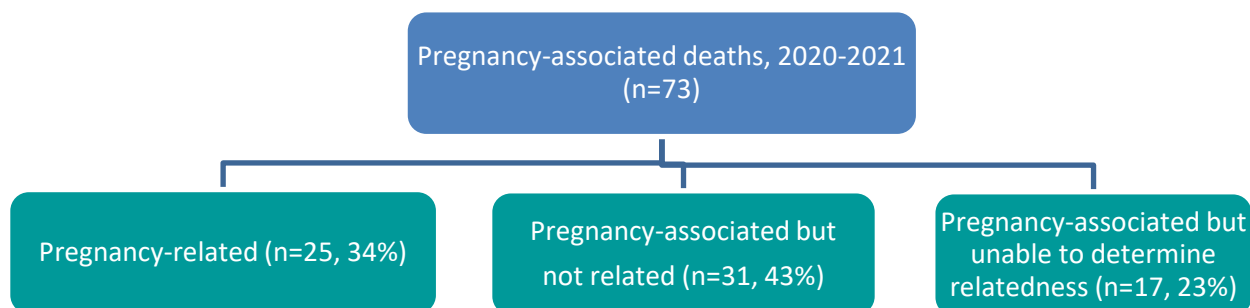 Pregnancy-associated deaths, 2020-2021
(n=73)
Pregnancy-related (n=25, 34%)
Pregnancy-associated but
not related (n=31, 43%)
Pregnancy-associated but
unable to determine
relatedness (n=17, 23%)